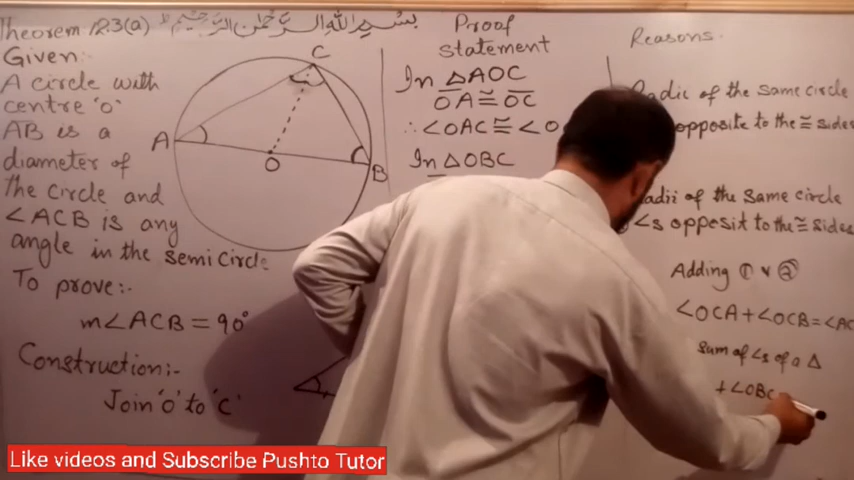 Theorem 12.3(a) بسم الله الرحمن الرحيم
Given:-
A circle with
centre 'O'
AB is a
diameter of
the circle and
∠ACB is any
angle in the semi circle
To prove:-
m∠ACB = 90°
Construction:-
Join 'O' to 'C'
C
A
O
B
Proof
Statement
In △AOC
OA ≅ OC
∴ ∠OAC ≅ ∠O
In △OBC
Reasons.
Radii of the same circle
opposite to the ≅ sides
Radii of the same circle
∠s oppesit to the ≅ sides
Adding ① & ②
∠OCA + ∠OCB = ∠AC
Sum of ∠s of a △
+ ∠OBC
Like videos and Subscribe Pushto Tutor